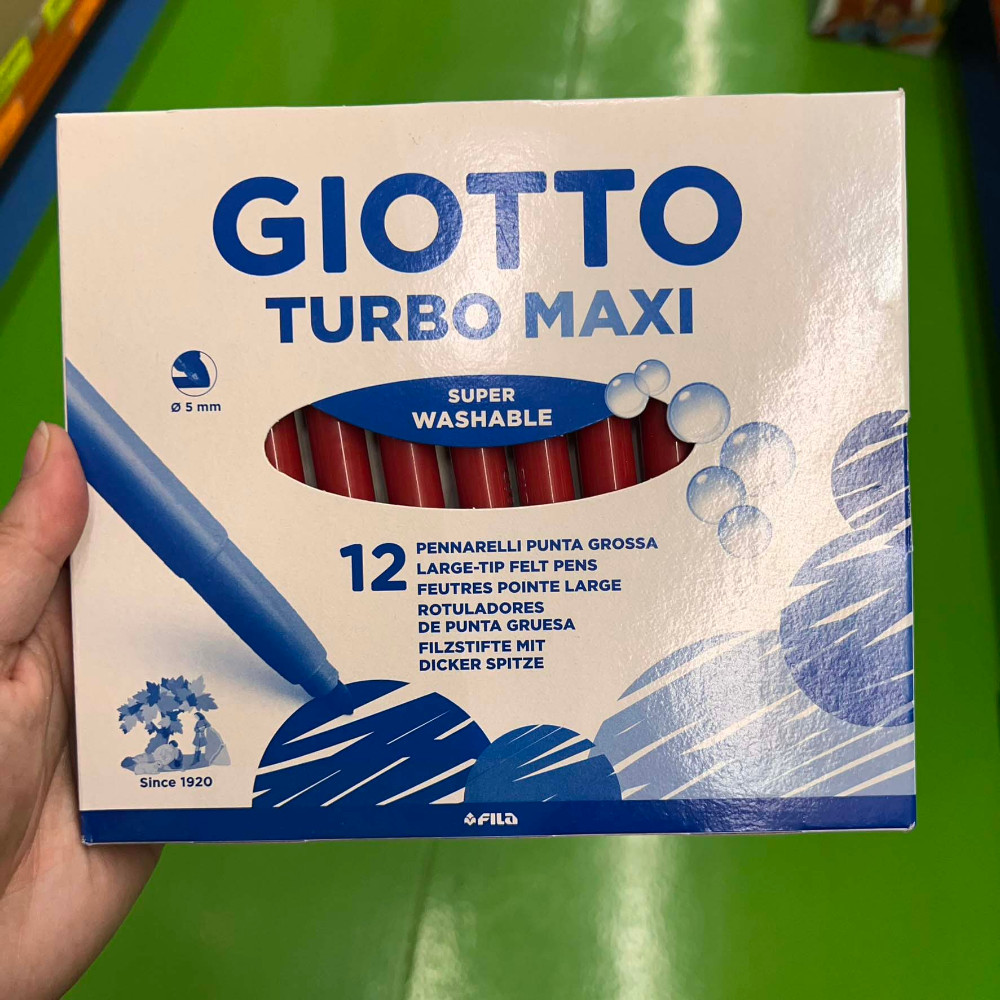 GIOTTO
TURBO MAXI
Ø 5 mm
SUPER
WASHABLE
12
PENNARELLI PUNTA GROSSA
LARGE-TIP FELT PENS
FEUTRES POINTE LARGE
ROTULADORES
DE PUNTA GRUESA
FILZSTIFTE MIT
DICKER SPITZE
Since 1920
FILA